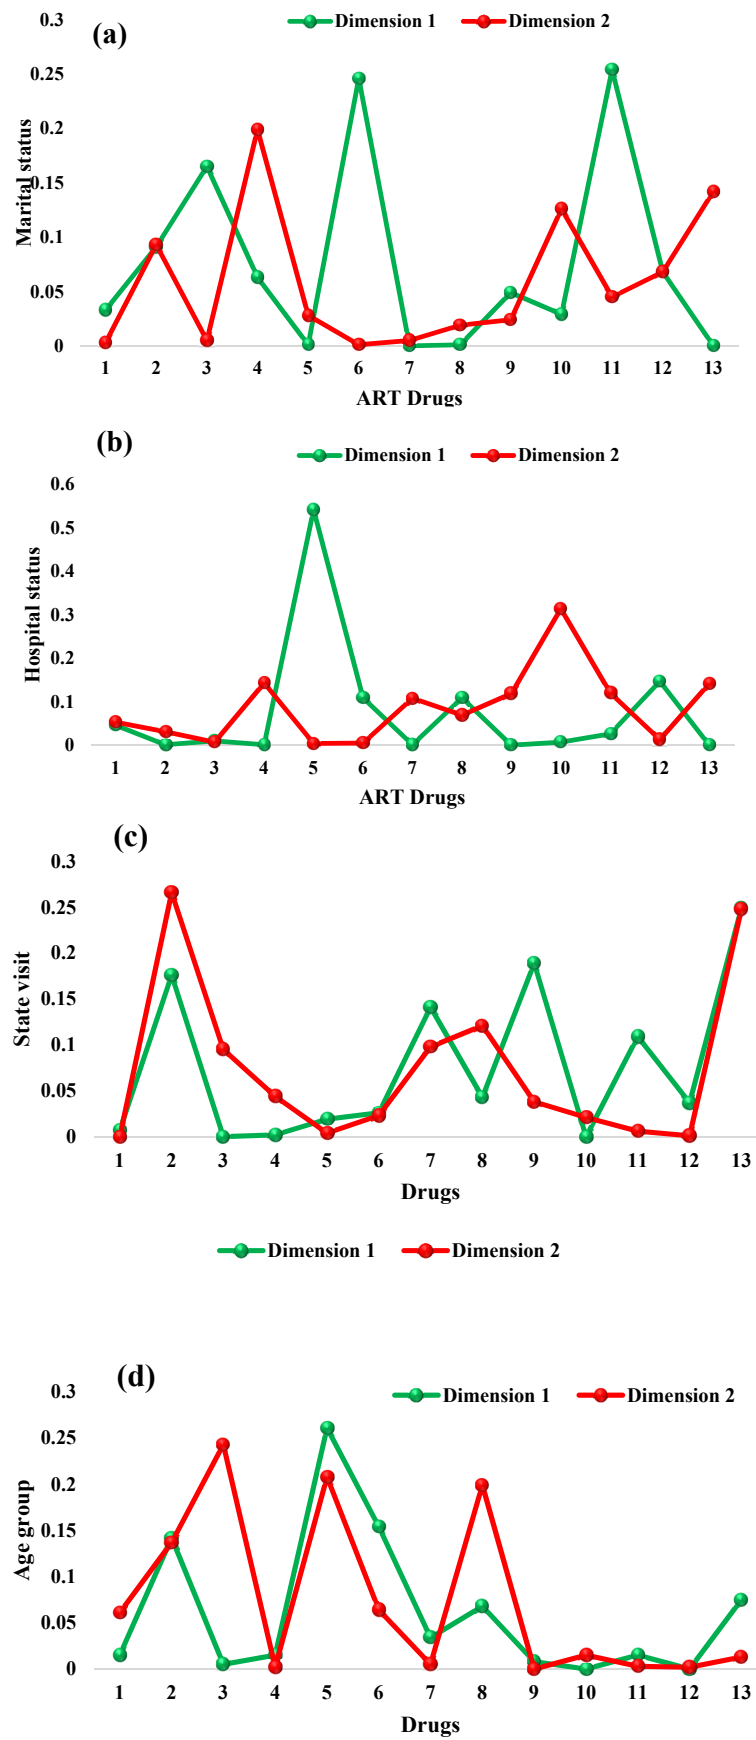 (a)
Dimension 1 Dimension 2
0.3
0.25
0.2
0.15
0.1
0.05
0
Marital status
1 2 3 4 5 6 7 8 9 10 11 12 13
ART Drugs
(b)
Dimension 1 Dimension 2
0.6
0.5
0.4
0.3
0.2
0.1
0
Hospital status
1 2 3 4 5 6 7 8 9 10 11 12 13
ART Drugs
(c)
0.3
0.25
0.2
0.15
0.1
0.05
0
State visit
1 2 3 4 5 6 7 8 9 10 11 12 13
Drugs
Dimension 1 Dimension 2
(d)
Dimension 1 Dimension 2
0.3
0.25
0.2
0.15
0.1
0.05
0
Age group
1 2 3 4 5 6 7 8 9 10 11 12 13
Drugs